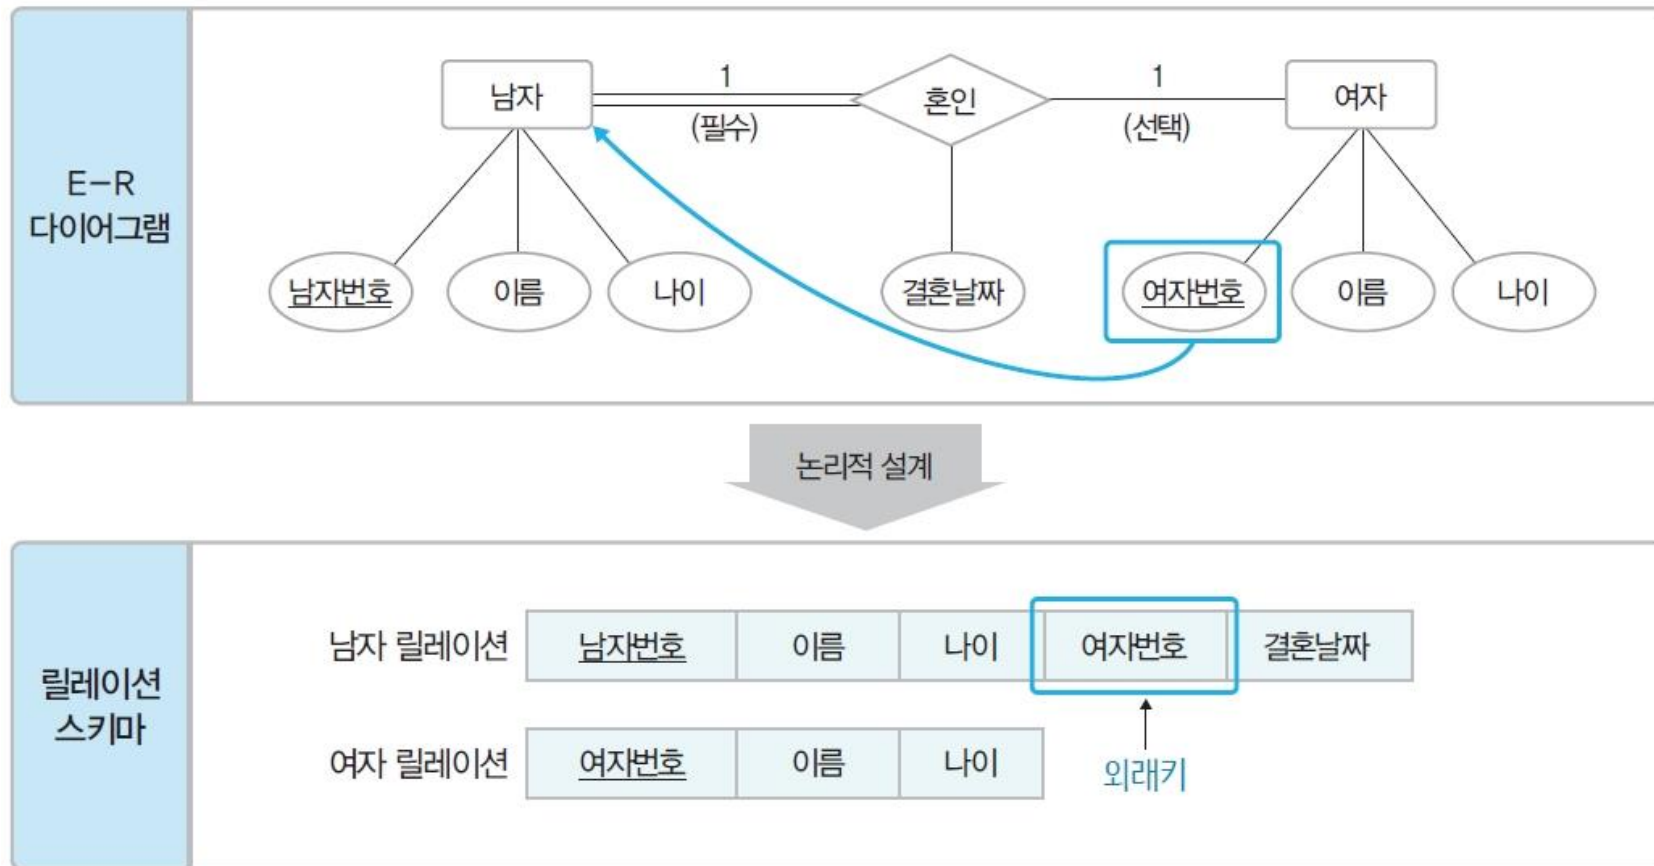 E-R
다이어그램
남자
1
(필수)
혼인
1
(선택)
여자
남자번호
이름
나이
결혼날짜
여자번호
이름
나이
논리적 설계
릴레이션
스키마
남자 릴레이션 남자번호 이름 나이 여자번호 결혼날짜
여자 릴레이션 여자번호 이름 나이
외래키